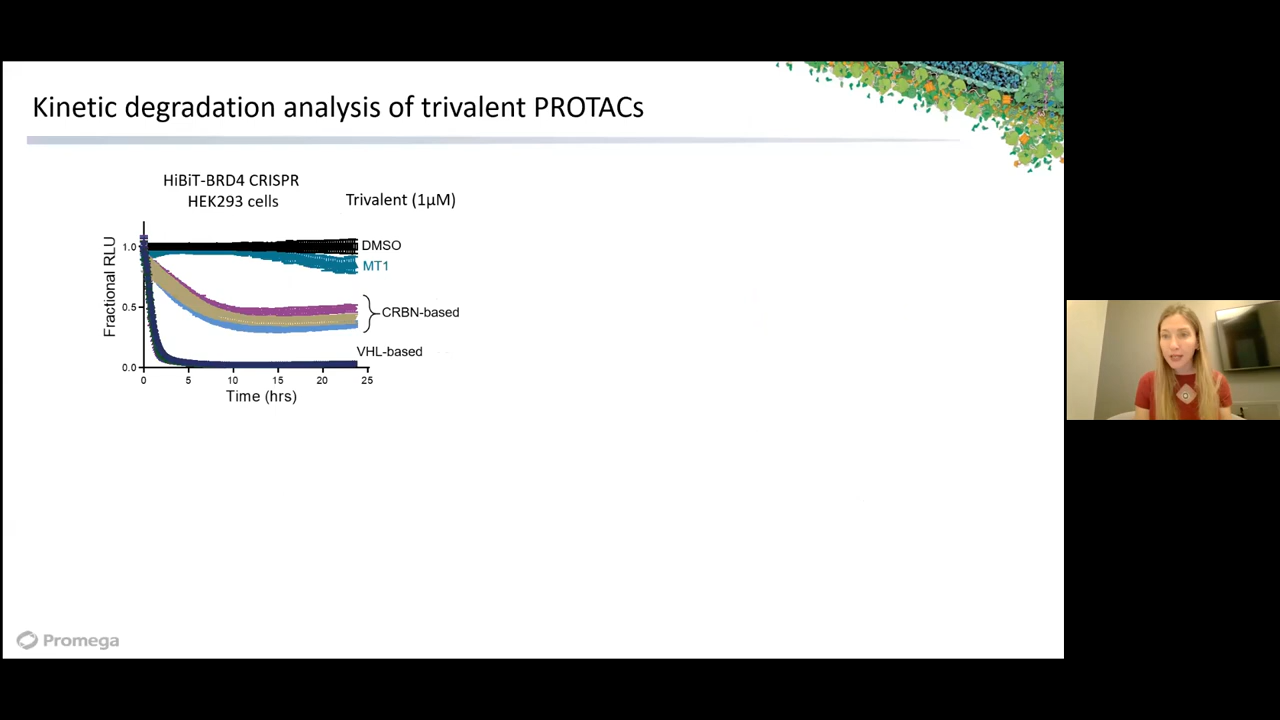 Kinetic degradation analysis of trivalent PROTACs
HiBiT-BRD4 CRISPR
HEK293 cells
Trivalent (1µM)
Fractional RLU
1.0
0.5
0.0
DMSO
MT1
CRBN-based
VHL-based
0 5 10 15 20 25
Time (hrs)
Promega